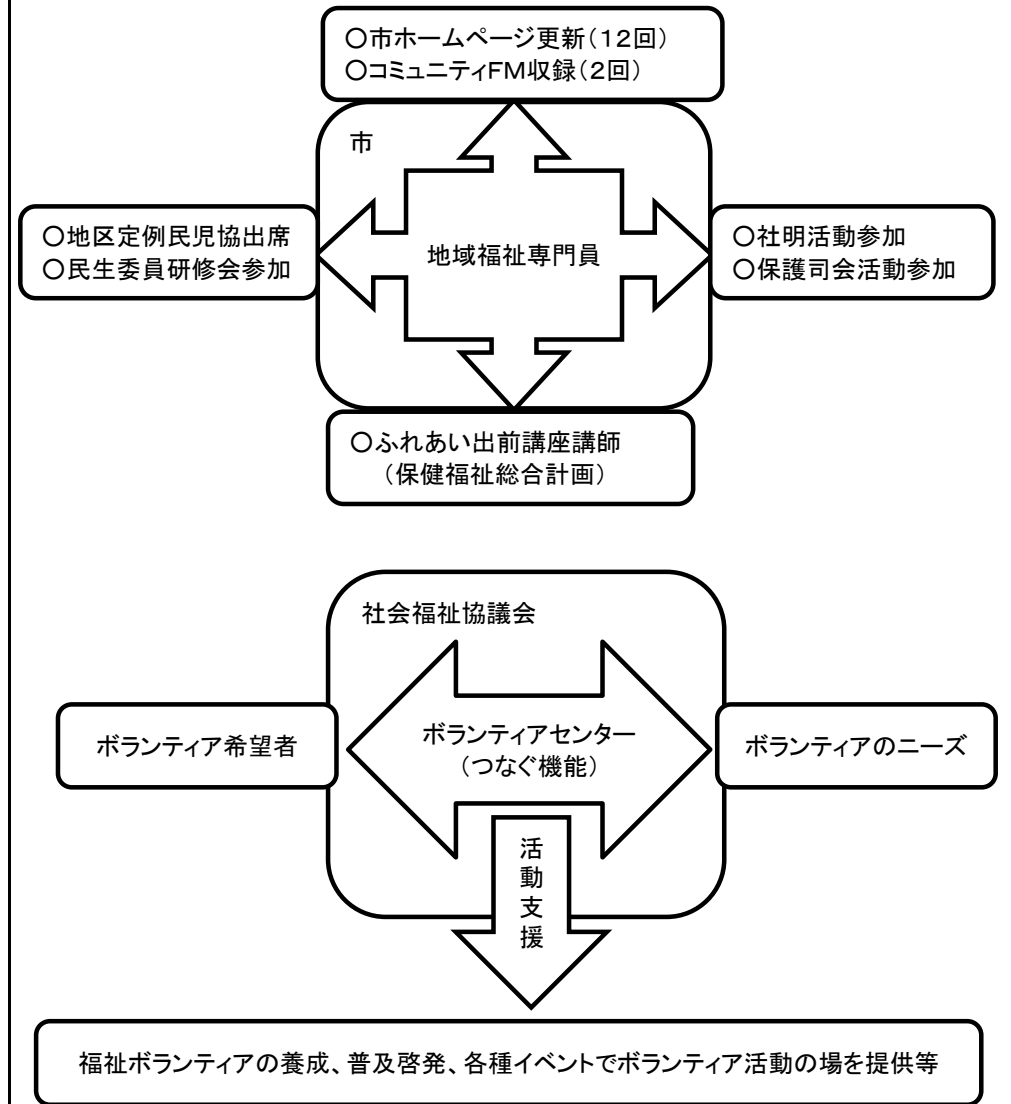 ○市ホームページ更新（１２回）
○コミュニティＦＭ収録（２回）
市
○地区定例民児協出席
○民生委員研修会参加
地域福祉専門員
○社明活動参加
○保護司会活動参加
○ふれあい出前講座講師
（保健福祉総合計画）
社会福祉協議会
ボランティア希望者
ボランティアセンター
（つなぐ機能）
ボランティアのニーズ
活動支援
福祉ボランティアの養成、普及啓発、各種イベントでボランティア活動の場を提供等